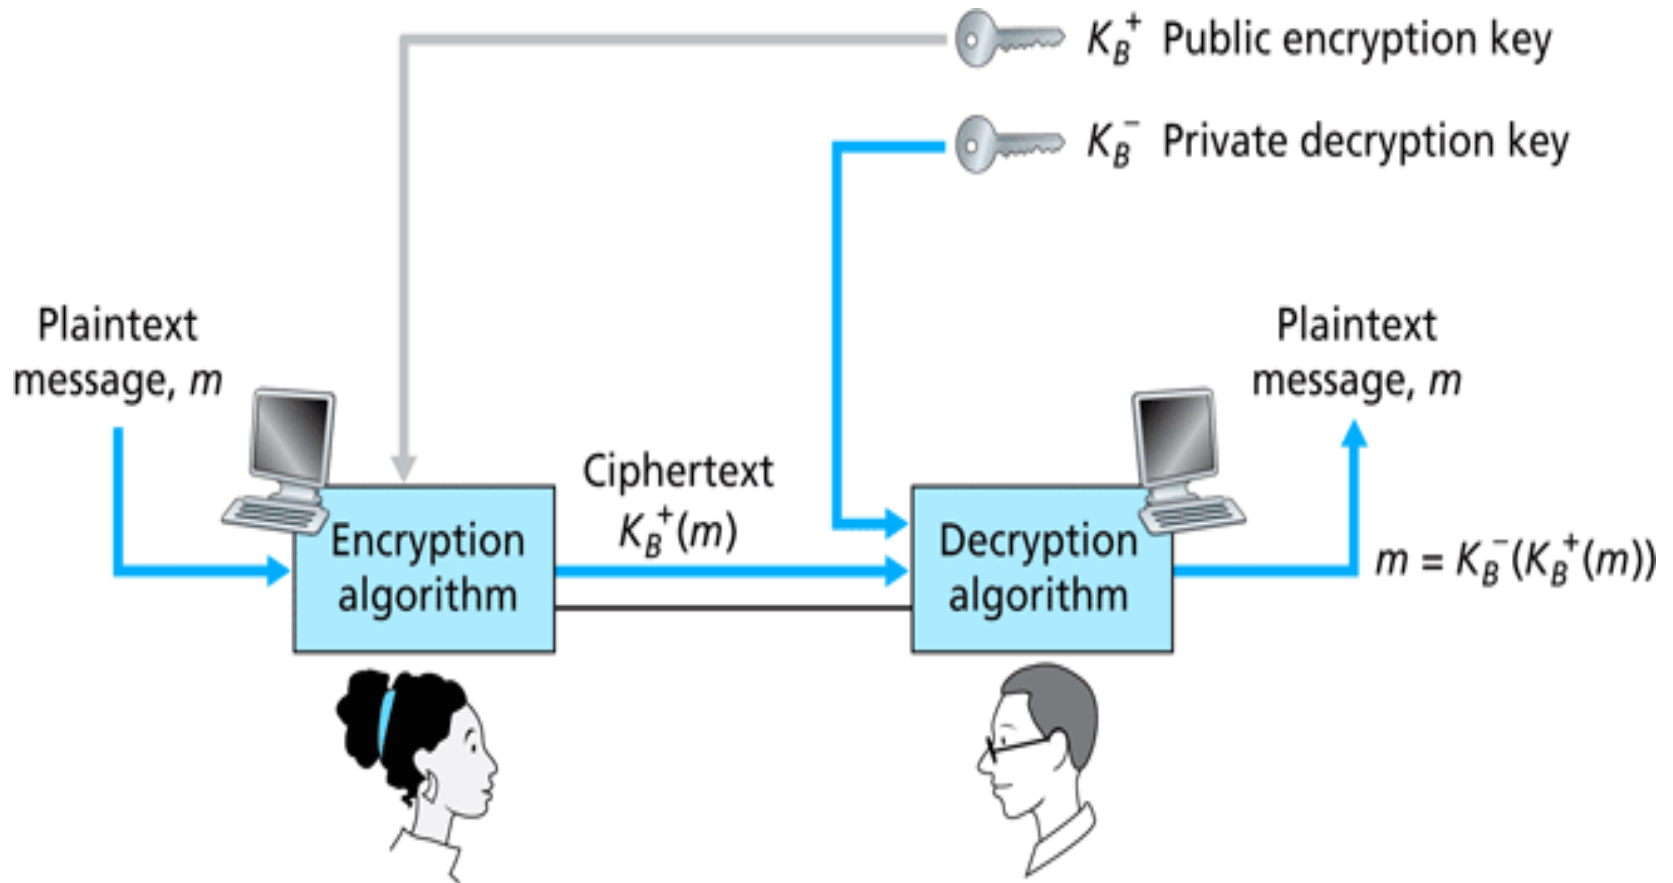 K_B^+ Public encryption key
K_B^- Private decryption key
Plaintext
message, m
Plaintext
message, m
Ciphertext
K_B^+(m)
Encryption
algorithm
Decryption
algorithm
m = K_B^-(K_B^+(m))